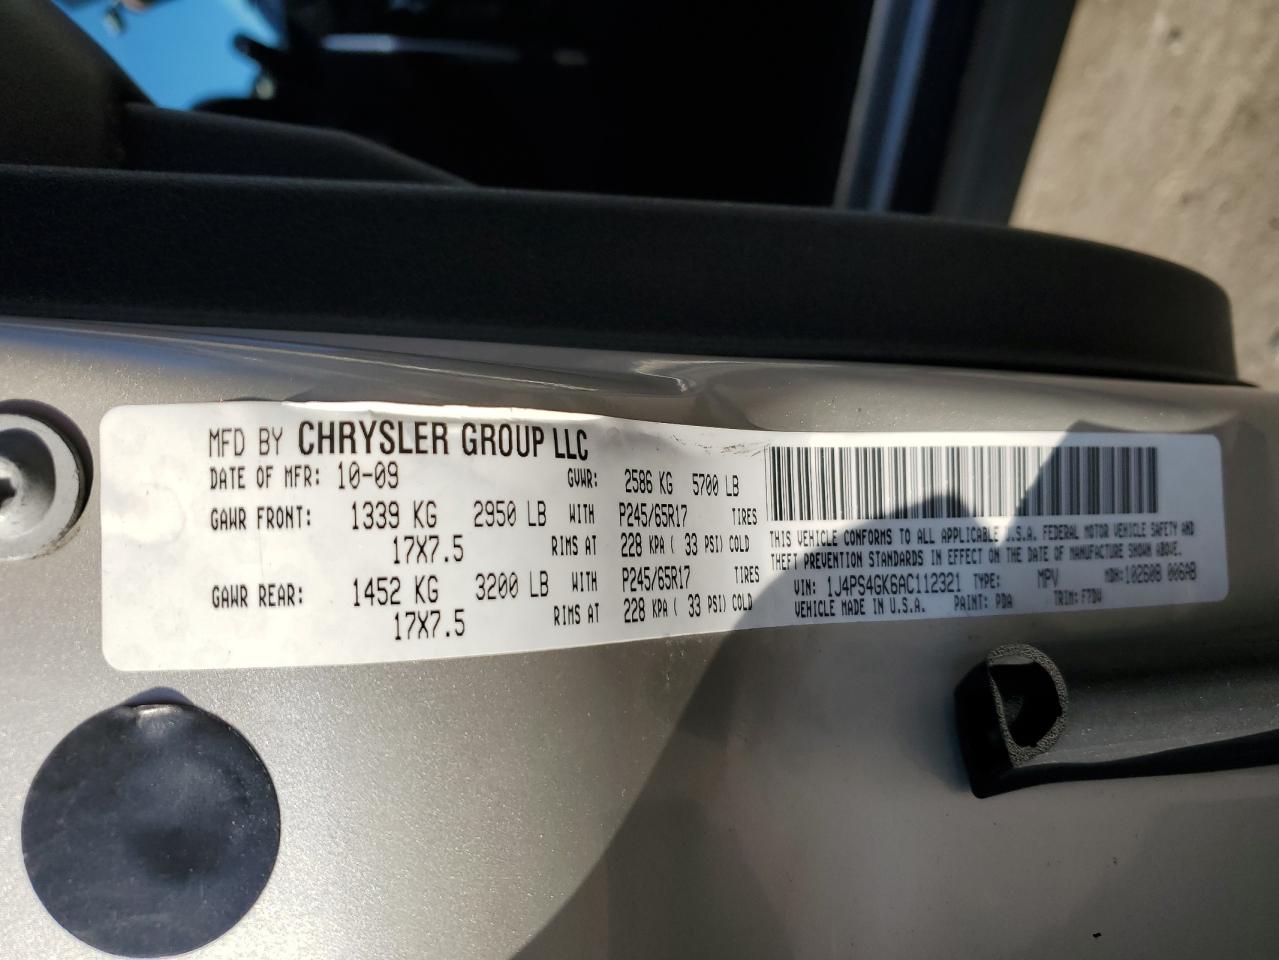 MFD BY CHRYSLER GROUP LLC
DATE OF MFR: 10-09 GVWR: 2586 KG 5700 LB
GAWR FRONT: 1339 KG 2950 LB WITH P245/65R17 TIRES
17X7.5 RIMS AT 228 KPA ( 33 PSI) COLD
GAWR REAR: 1452 KG 3200 LB WITH P245/65R17 TIRES
17X7.5 RIMS AT 228 KPA ( 33 PSI) COLD
THIS VEHICLE CONFORMS TO ALL APPLICABLE U.S.A. FEDERAL MOTOR VEHICLE SAFETY AND
THEFT PREVENTION STANDARDS IN EFFECT ON THE DATE OF MANUFACTURE SHOWN ABOVE.
VIN: 1J4PS4GK6AC112321 TYPE: MPV MDH:102608 006AB
VEHICLE MADE IN U.S.A. PAINT: PDA TRIM: F7DV